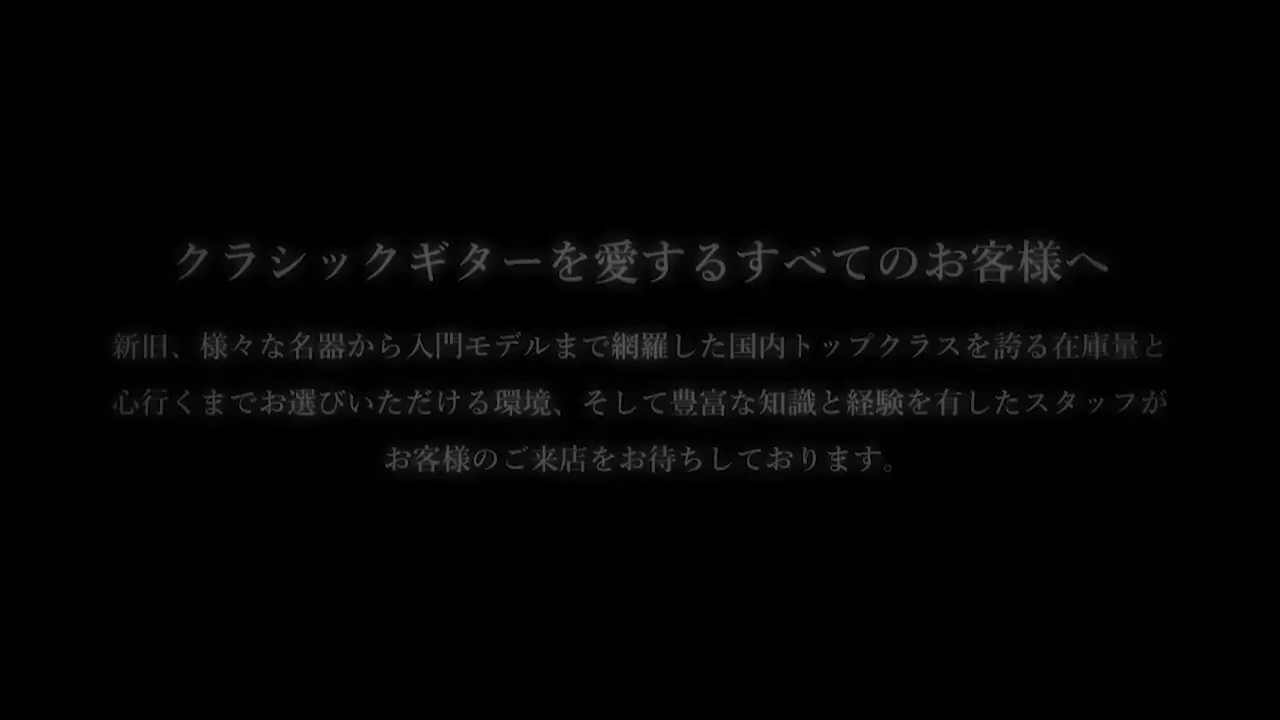 クラシックギターを愛するすべてのお客様へ
新旧、様々な名器から入門モデルまで網羅した国内トップクラスを誇る在庫量と
心行くまでお選びいただける環境、そして豊富な知識と経験を有したスタッフが
お客様のご来店をお待ちしております。